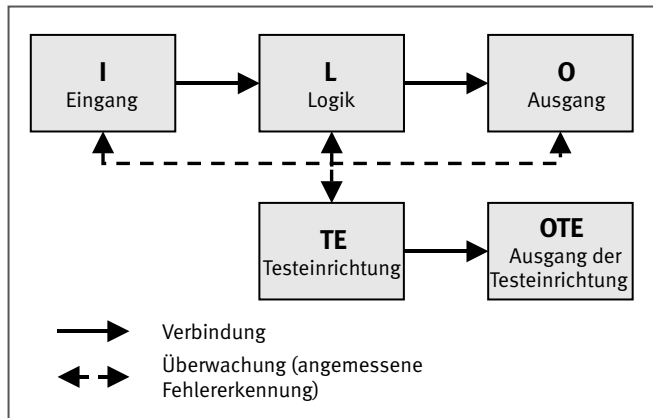 I
Eingang
L
Logik
O
Ausgang
TE
Testeinrichtung
OTE
Ausgang der
Testeinrichtung
Verbindung
Überwachung (angemessene
Fehlererkennung)